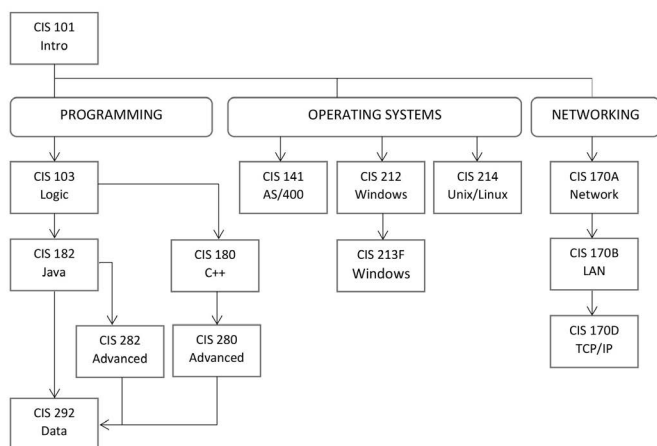 CIS 101
Intro
PROGRAMMING
OPERATING SYSTEMS
NETWORKING
CIS 103
Logic
CIS 141
AS/400
CIS 212
Windows
CIS 214
Unix/Linux
CIS 170A
Network
CIS 182
Java
CIS 180
C++
CIS 213F
Windows
CIS 170B
LAN
CIS 282
Advanced
CIS 280
Advanced
CIS 170D
TCP/IP
CIS 292
Data